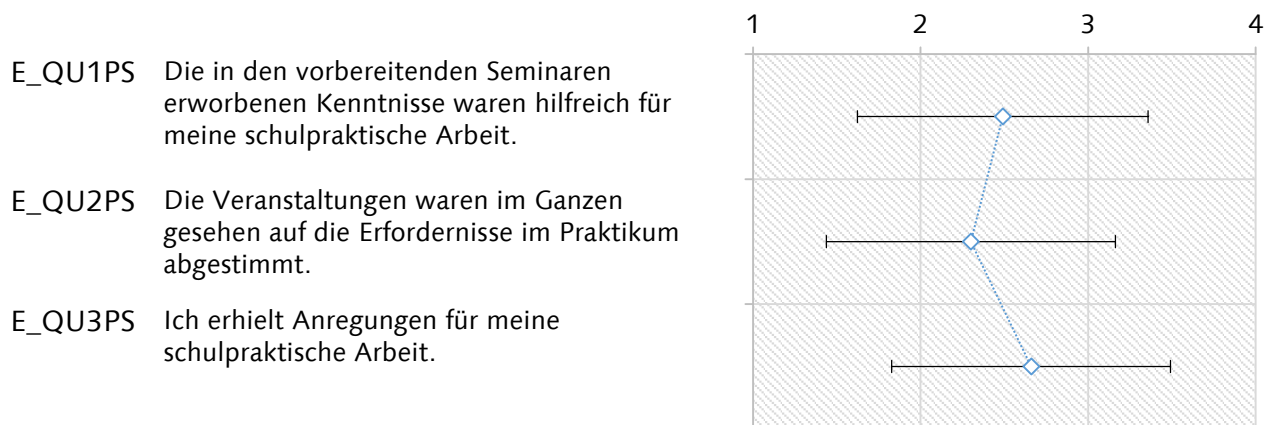 1 2 3 4
E_QU1PS Die in den vorbereitenden Seminaren
erworbenen Kenntnisse waren hilfreich für
meine schulpraktische Arbeit.
E_QU2PS Die Veranstaltungen waren im Ganzen
gesehen auf die Erfordernisse im Praktikum
abgestimmt.
E_QU3PS Ich erhielt Anregungen für meine
schulpraktische Arbeit.